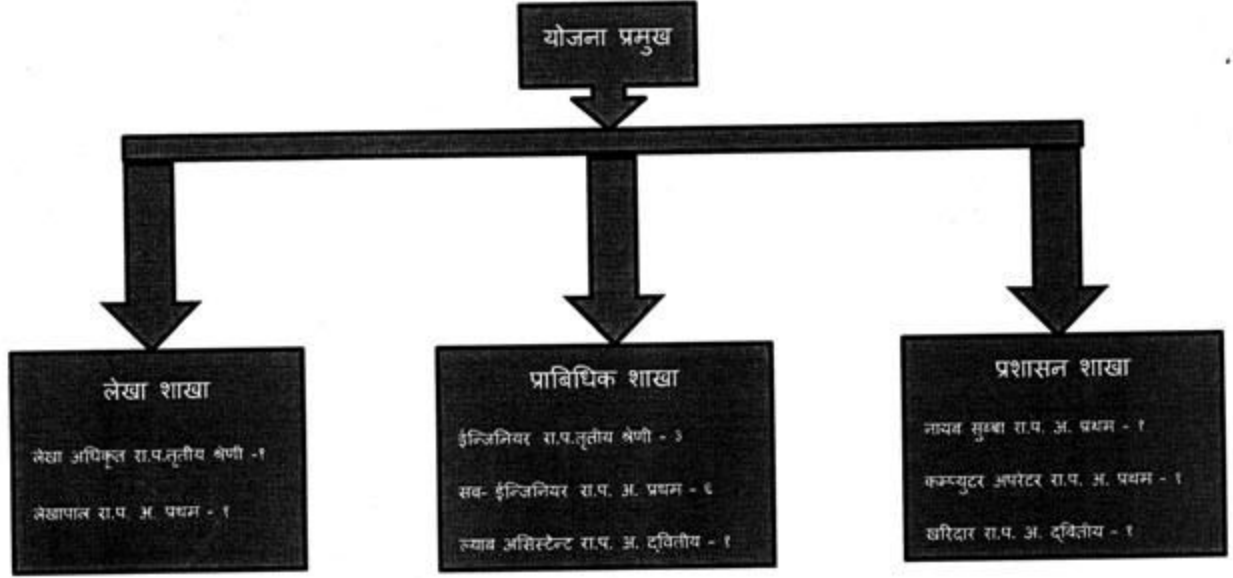 योजना प्रमुख
लेखा शाखा
लेखा अधिकृत रा.प.तृतीय श्रेणी -१
लेखापाल रा.प. अ. प्रथम - १
प्राबिधिक शाखा
ईन्जिनियर रा.प.तृतीय श्रेणी - ३
सब- ईन्जिनियर रा.प. अ. प्रथम - ६
ल्याब असिस्टेन्ट रा.प. अ. द्वितीय - १
प्रशासन शाखा
नायब सुब्बा रा.प. अ. प्रथम - १
कम्प्युटर अपरेटर रा.प. अ. प्रथम - १
खरिदार रा.प. अ. द्वितीय - १